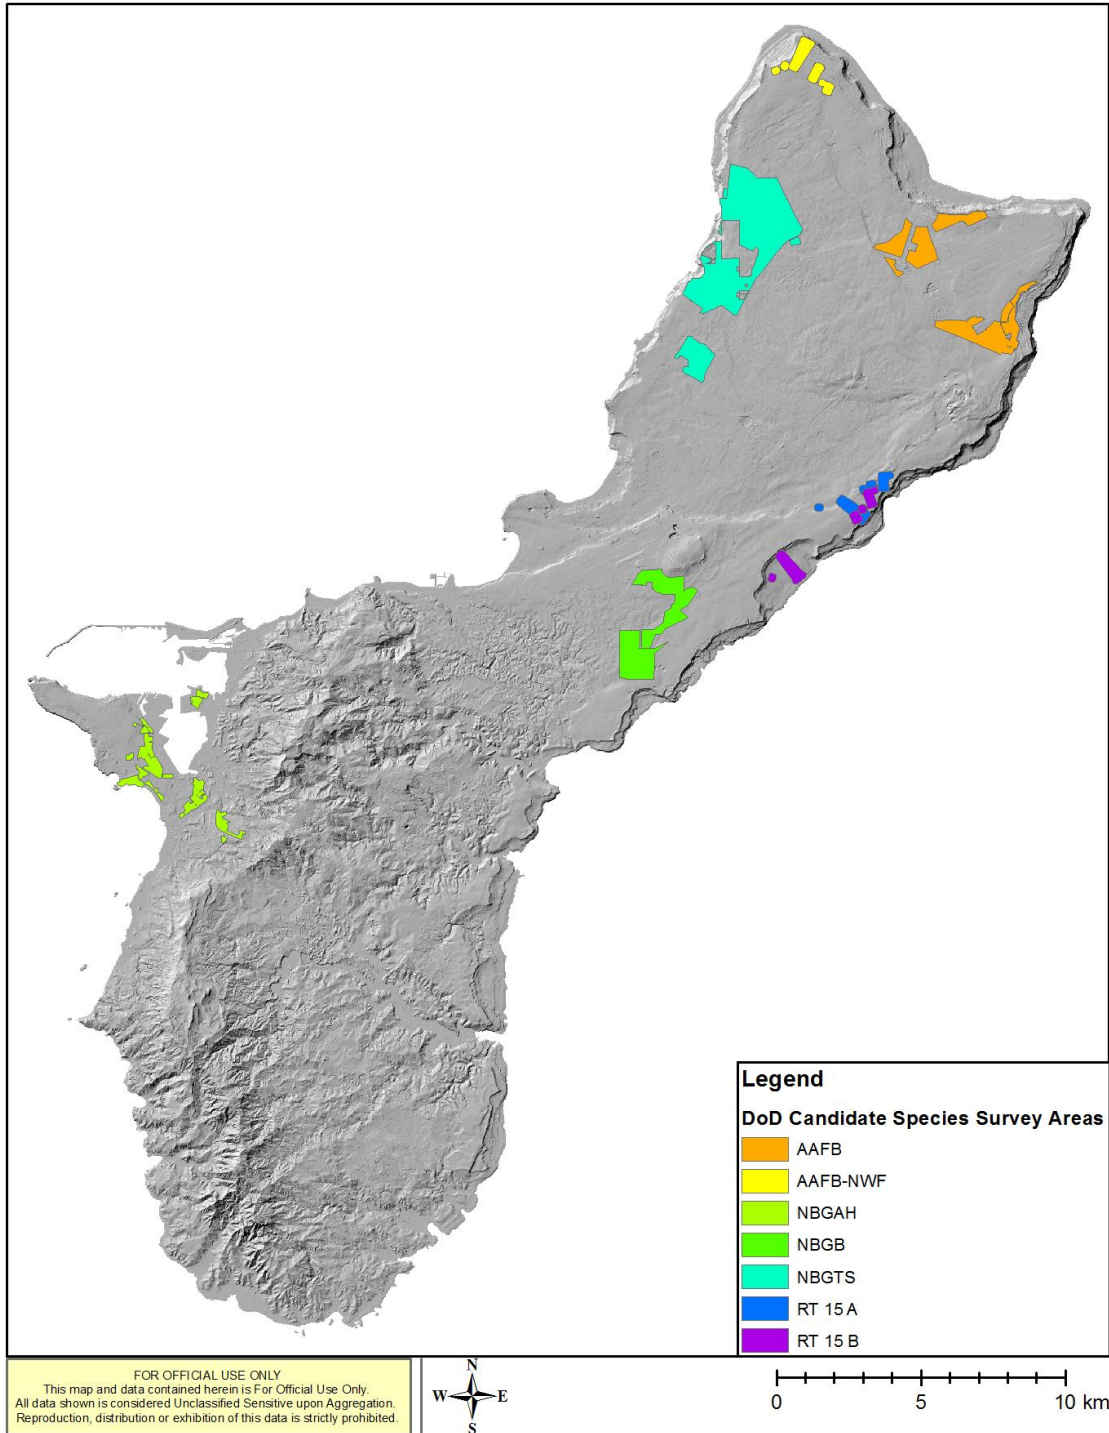 Legend
DoD Candidate Species Survey Areas
AAFB
AAFB-NWF
NBGAH
NBGB
NBGTS
RT 15 A
RT 15 B
FOR OFFICIAL USE ONLY
This map and data contained herein is For Official Use Only.
All data shown is considered Unclassified Sensitive upon Aggregation.
Reproduction, distribution or exhibition of this data is strictly prohibited.
N
W E
S
0 5 10 km